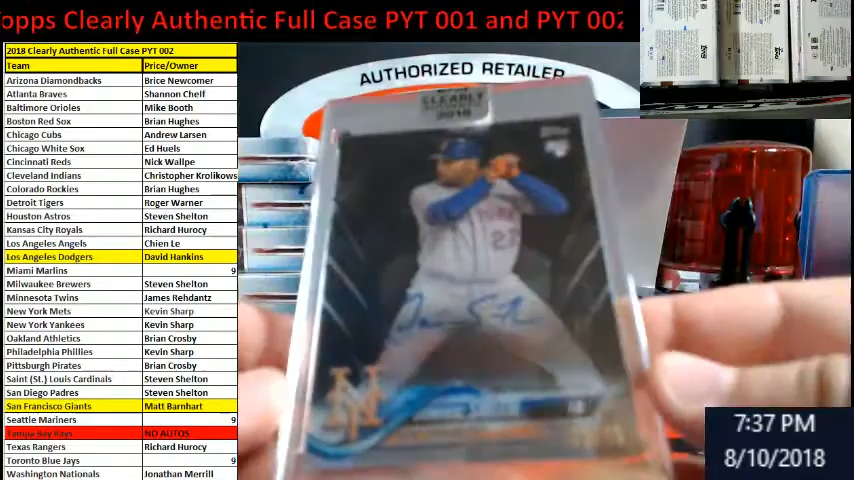 opps Clearly Authentic Full Case PYT 001 and PYT 002
2018 Clearly Authentic Full Case PYT 002
Team Price/Owner
Arizona Diamondbacks Brice Newcomer
Atlanta Braves Shannon Chelf
Baltimore Orioles Mike Booth
Boston Red Sox Brian Hughes
Chicago Cubs Andrew Larsen
Chicago White Sox Ed Huels
Cincinnati Reds Nick Wallpe
Cleveland Indians Christopher Krolikows
Colorado Rockies Brian Hughes
Detroit Tigers Roger Warner
Houston Astros Steven Shelton
Kansas City Royals Richard Hurocy
Los Angeles Angels Chien Le
Los Angeles Dodgers David Hankins
Miami Marlins 9
Milwaukee Brewers Steven Shelton
Minnesota Twins James Rehdantz
New York Mets Kevin Sharp
New York Yankees Kevin Sharp
Oakland Athletics Brian Crosby
Philadelphia Phillies Kevin Sharp
Pittsburgh Pirates Brian Crosby
Saint (St.) Louis Cardinals Steven Shelton
San Diego Padres Steven Shelton
San Francisco Giants Matt Barnhart
Seattle Mariners 9
Tampa Bay Rays NO AUTOS
Texas Rangers Richard Hurocy
Toronto Blue Jays 9
Washington Nationals Jonathan Merrill
AUTHORIZED RETAILER
CLEARLY
2018
7:37 PM
8/10/2018